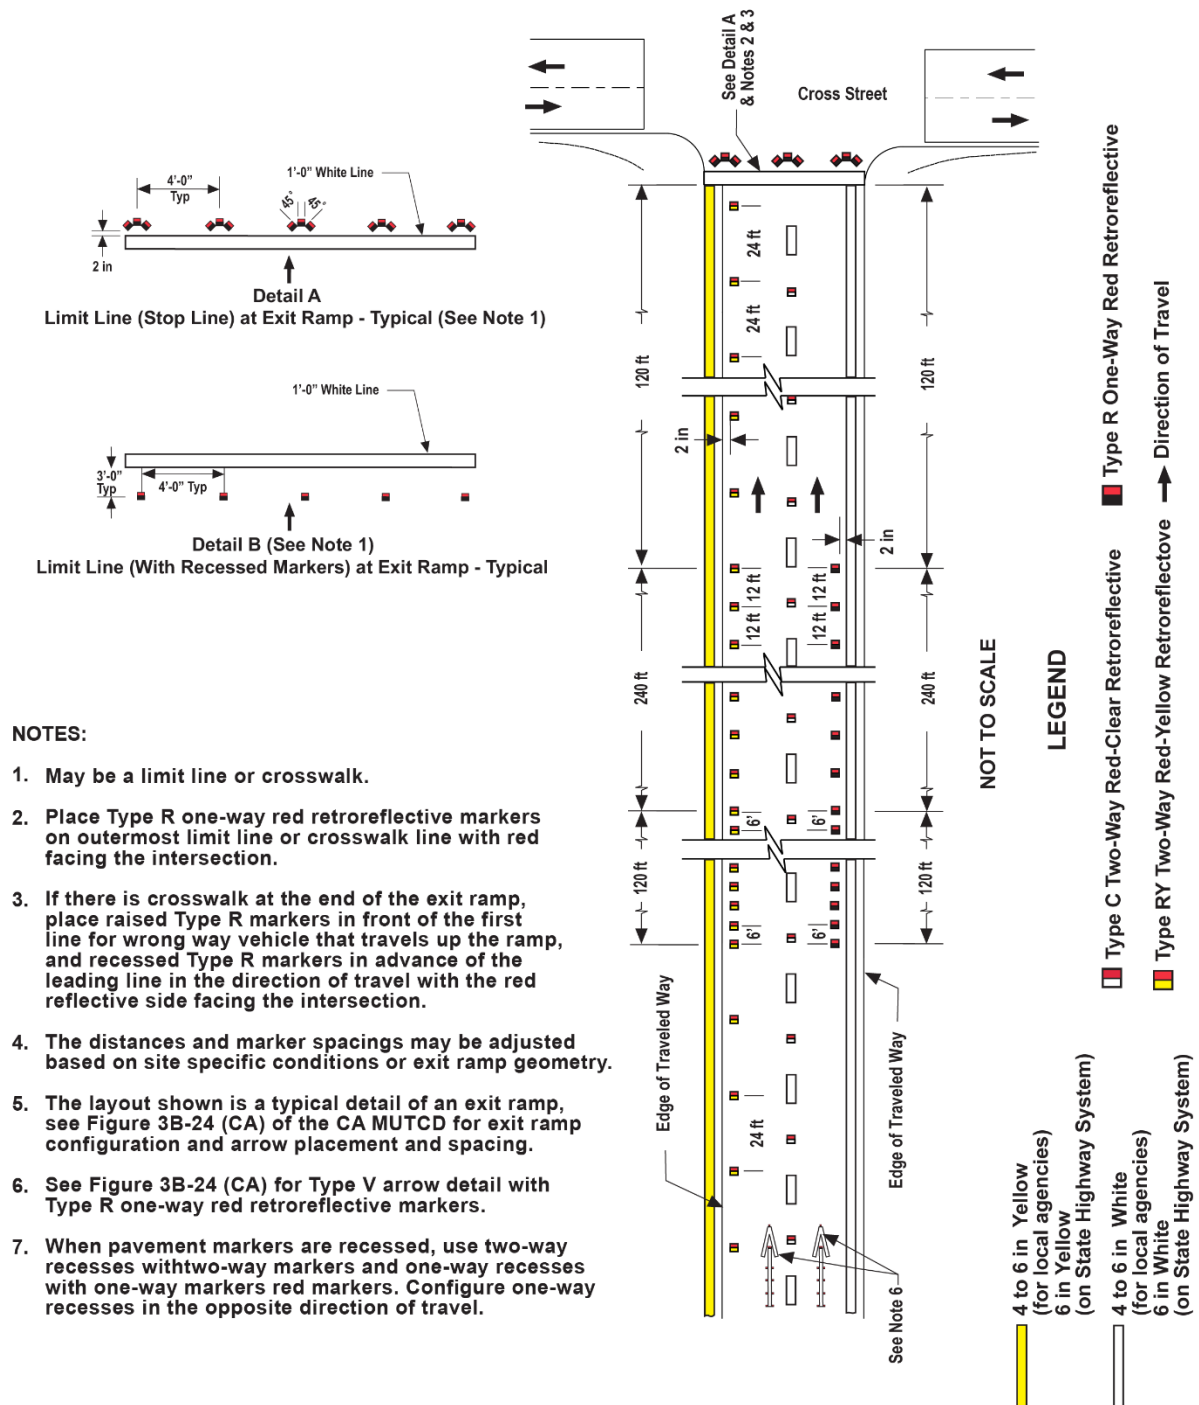 See Detail A
& Notes 2 & 3
Cross Street
4'-0"
Typ
1'-0" White Line
45°
45°
2 in
Detail A
Limit Line (Stop Line) at Exit Ramp - Typical (See Note 1)
1'-0" White Line
3'-0"
Typ
4'-0" Typ
Detail B (See Note 1)
Limit Line (With Recessed Markers) at Exit Ramp - Typical
24 ft
24 ft
120 ft
120 ft
2 in
2 in
12 ft
12 ft
12 ft
12 ft
240 ft
240 ft
6'
6'
120 ft
120 ft
6'
6'
Edge of Traveled Way
Edge of Traveled Way
24 ft
See Note 6
NOTES:
1. May be a limit line or crosswalk.
2. Place Type R one-way red retroreflective markers
on outermost limit line or crosswalk line with red
facing the intersection.
3. If there is crosswalk at the end of the exit ramp,
place raised Type R markers in front of the first
line for wrong way vehicle that travels up the ramp,
and recessed Type R markers in advance of the
leading line in the direction of travel with the red
reflective side facing the intersection.
4. The distances and marker spacings may be adjusted
based on site specific conditions or exit ramp geometry.
5. The layout shown is a typical detail of an exit ramp,
see Figure 3B-24 (CA) of the CA MUTCD for exit ramp
configuration and arrow placement and spacing.
6. See Figure 3B-24 (CA) for Type V arrow detail with
Type R one-way red retroreflective markers.
7. When pavement markers are recessed, use two-way
recesses withtwo-way markers and one-way recesses
with one-way markers red markers. Configure one-way
recesses in the opposite direction of travel.
NOT TO SCALE
LEGEND
Type C Two-Way Red-Clear Retroreflective
Type R One-Way Red Retroreflective
Type RY Two-Way Red-Yellow Retroreflectove
Direction of Travel
4 to 6 in Yellow
(for local agencies)
6 in Yellow
(on State Highway System)
4 to 6 in White
(for local agencies)
6 in White
(on State Highway System)